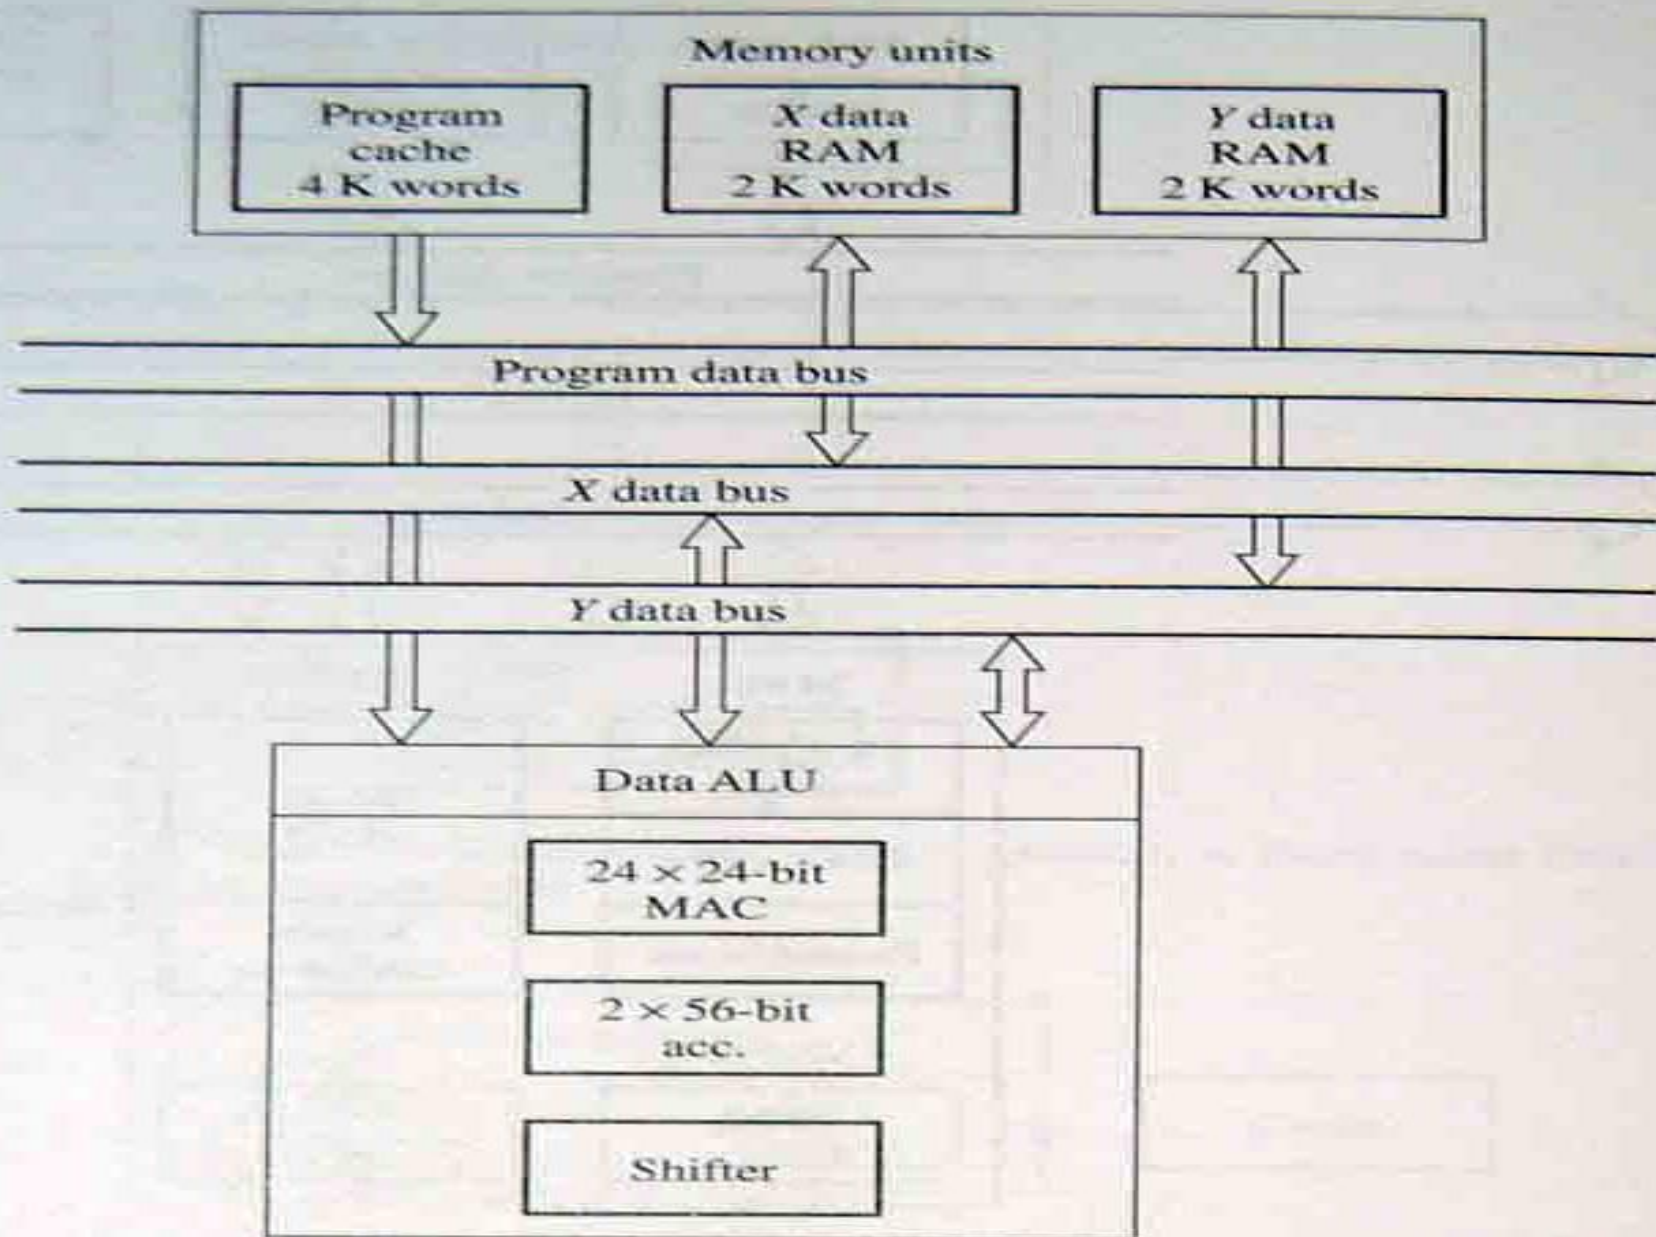 Memory units
Program
cache
4 K words
X data
RAM
2 K words
Y data
RAM
2 K words
Program data bus
X data bus
Y data bus
Data ALU
24 × 24-bit
MAC
2 × 56-bit
acc.
Shifter